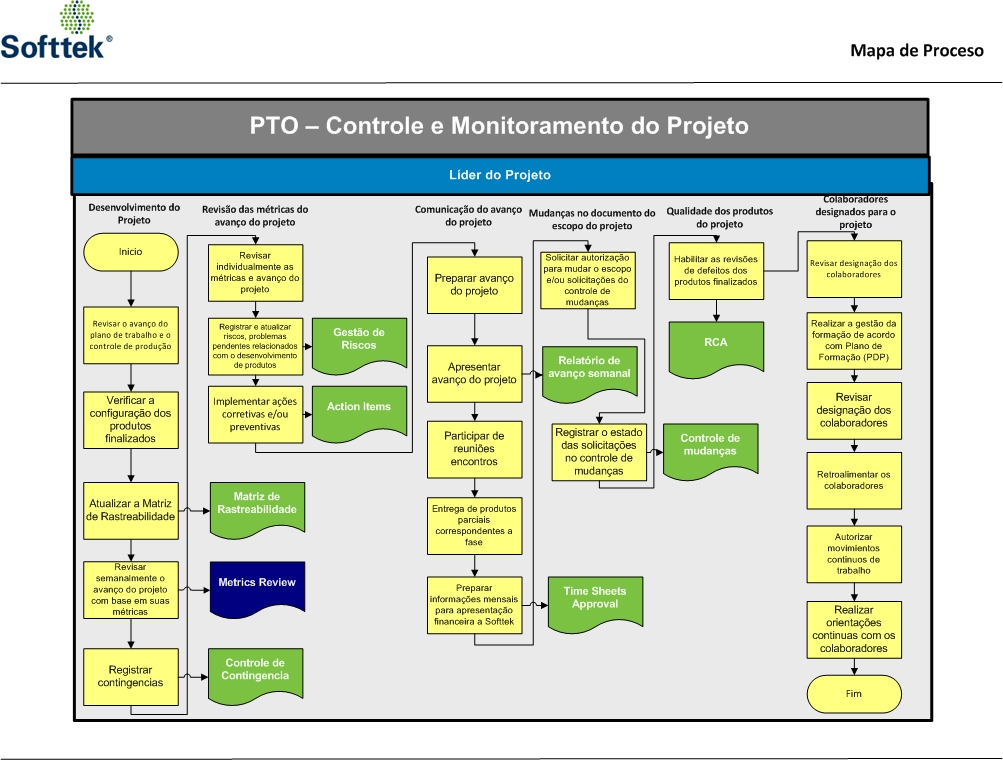 Softtek®
Mapa de Proceso
PTO – Controle e Monitoramento do Projeto
Líder do Projeto
Desenvolvimento do
Projeto
Inicio
Revisar o avanço do
plano de trabalho e o
controle de produção
Verificar a
configuração dos
produtos
finalizados
Atualizar a Matriz
de Rastreabilidade
Matriz de
Rastreabilidade
Revisar
semanalmente o
avanço do projeto
com base em suas
métricas
Metrics Review
Registrar
contingencias
Controle de
Contingencia
Revisão das métricas do
avanço do projeto
Revisar
individualmente as
métricas e avanço do
projeto
Registrar e atualizar
riscos, problemas
pendentes relacionados
com o desenvolvimento
de produtos
Gestão de
Riscos
Implementar ações
corretivas e/ou
preventivas
Action Items
Comunicação do avanço
do projeto
Preparar avanço
do projeto
Apresentar
avanço do projeto
Relatório de
avanço semanal
Participar de
reuniões
encontros
Entrega de produtos
parciais
correspondentes a
fase
Preparar
informações mensais
para apresentação
financeira a Softtek
Time Sheets
Approval
Mudanças no documento do
escopo do projeto
Solicitar autorização
para mudar o escopo
e/ou solicitações do
controle de
mudanças
Registrar o estado
das solicitações
no controle de
mudanças
Controle de
mudanças
Qualidade dos produtos
do projeto
Habilitar as revisões
de defeitos dos
produtos finalizados
RCA
Colaboradores
designados para o
projeto
Revisar designação dos
colaboradores
Realizar a gestão da
formação de acordo
com Plano de
Formação (PDP)
Revisar
designação dos
colaboradores
Retroalimentar os
colaboradores
Autorizar
movimientos
continuos de
trabalho
Realizar
orientações
continuas com os
colaboradores
Fim